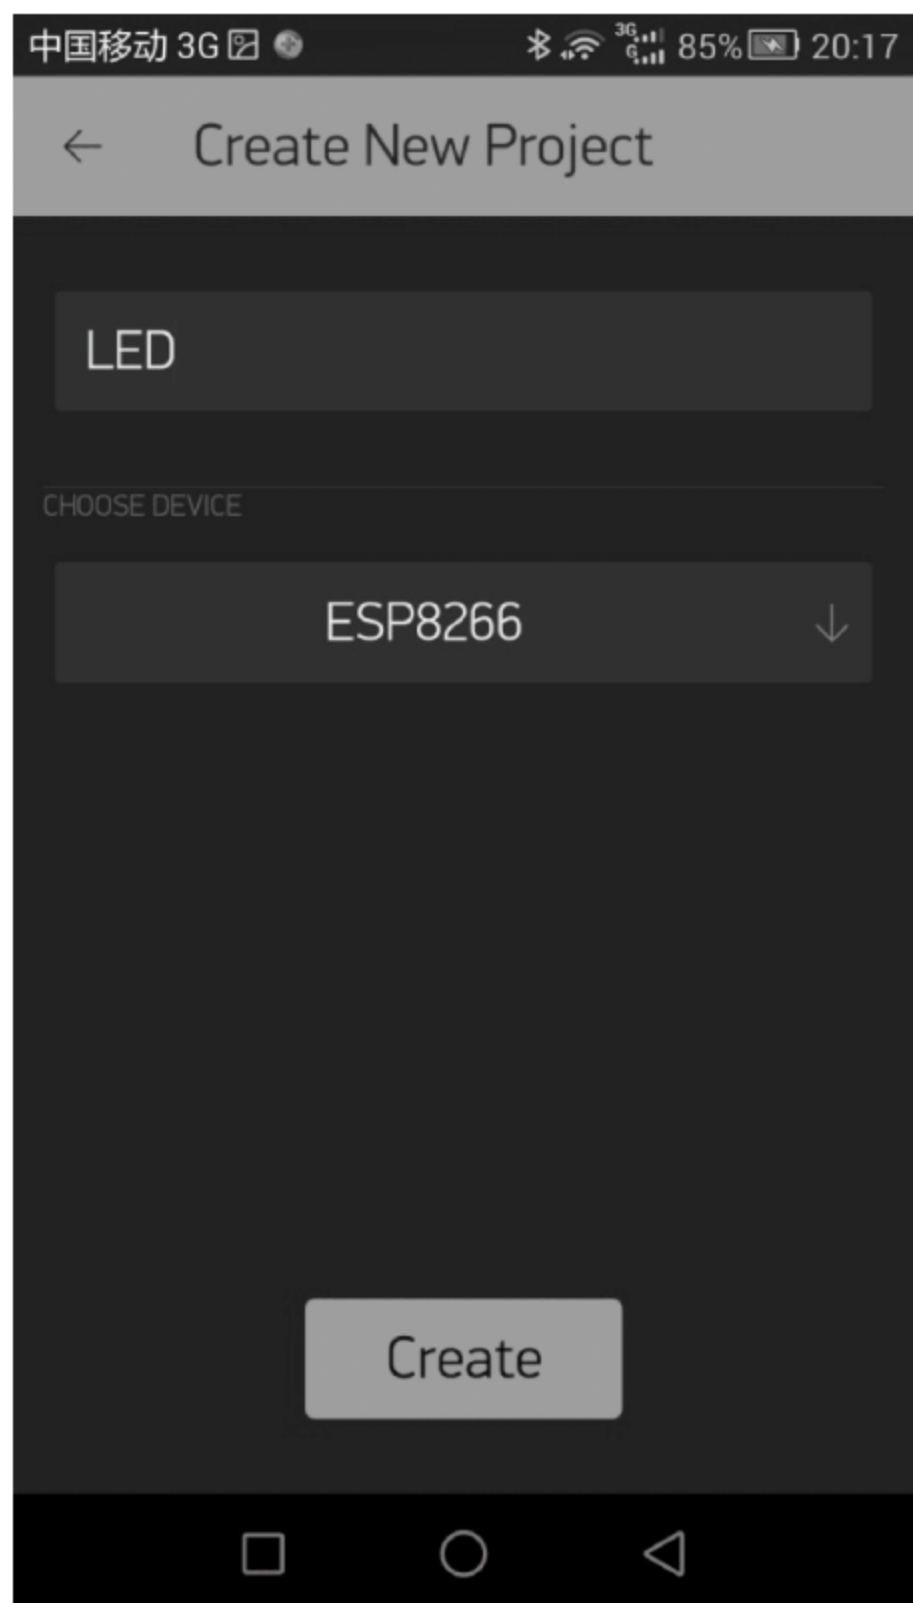 中国移动 3G 3G G 85% 20:17
Create New Project
LED
CHOOSE DEVICE
ESP8266
Create